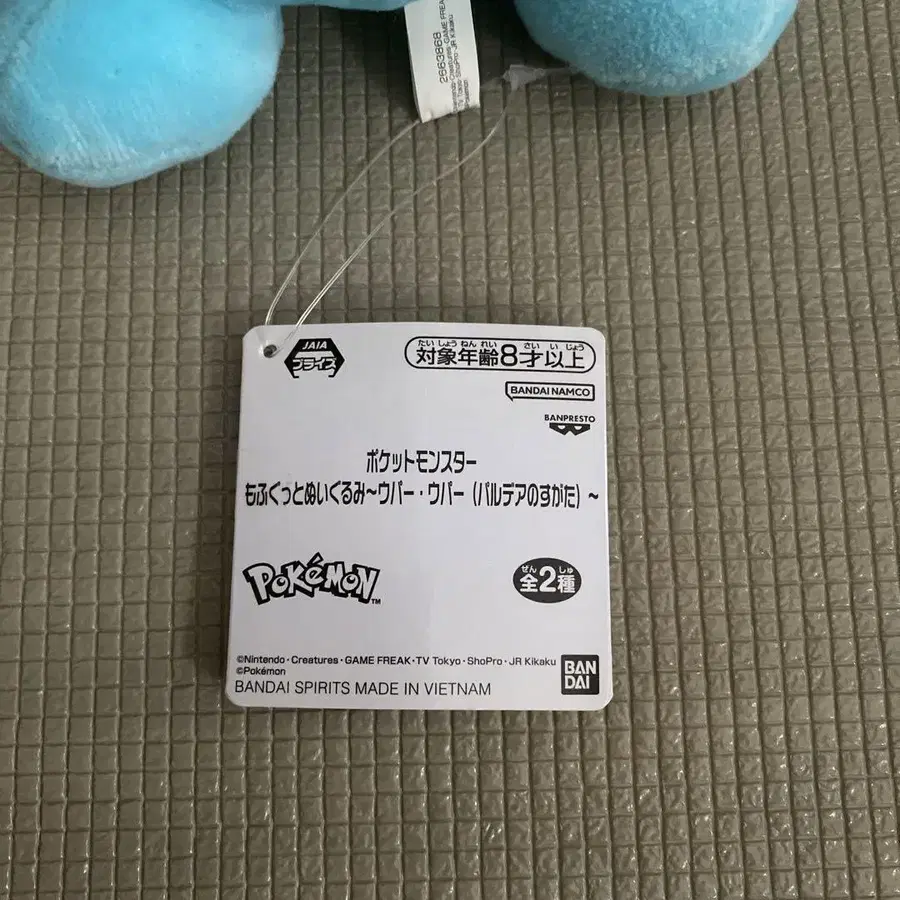 2663868
JAIA
プライズ
たいしょうねんれい さいいじょう
対象年齢8才以上
BANDAI NAMCO
BANPRESTO
ポケットモンスター
もふぐっとぬいぐるみ～ウパー・ウパー（パルデアのすがた）～
POKéMON™
ぜん しゅ
全2種
©Nintendo・Creatures・GAME FREAK・TV Tokyo・ShoPro・JR Kikaku
©Pokémon
BANDAI SPIRITS MADE IN VIETNAM
BAN
DAI